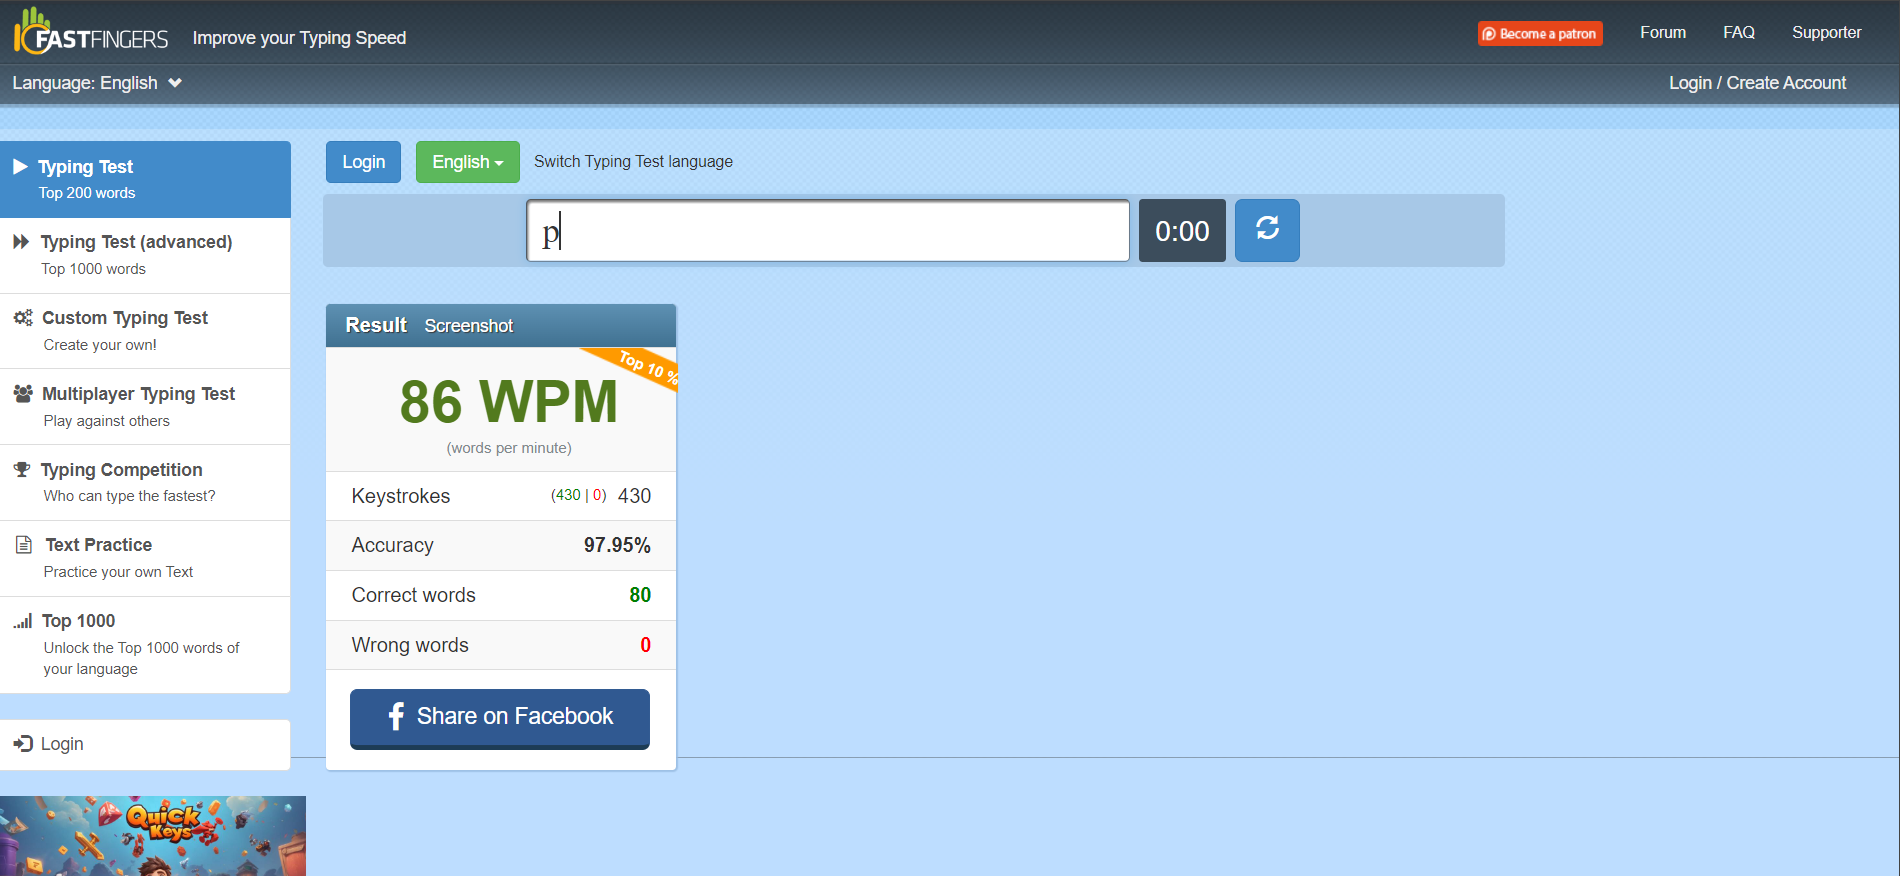 10FASTFINGERS
Improve your Typing Speed
Become a patron
Forum
FAQ
Supporter
Language: English
Login / Create Account
Typing Test
Top 200 words
Typing Test (advanced)
Top 1000 words
Custom Typing Test
Create your own!
Multiplayer Typing Test
Play against others
Typing Competition
Who can type the fastest?
Text Practice
Practice your own Text
Top 1000
Unlock the Top 1000 words of
your language
Login
Quick
Keys
Login
English
Switch Typing Test language
p
0:00
Result Screenshot
Top 10 %
86 WPM
(words per minute)
Keystrokes (430 | 0) 430
Accuracy 97.95%
Correct words 80
Wrong words 0
Share on Facebook